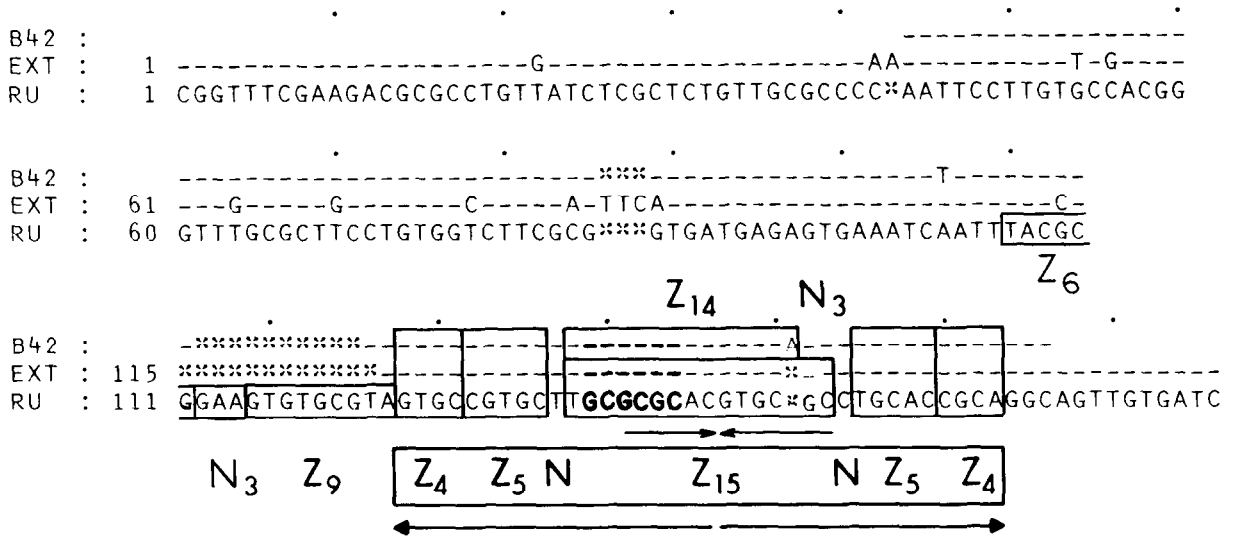 B42 : -----------------
EXT : 1 ---------------------G-------------------AA----------T-G----
RU : 1 CGGTTTCGAAGACGCGCCTGTTATCTCGCTCTGTTGCGCCCC*AATTCCTTGTGCCACGG
B42 : -------------------------***-----------------T--------
EXT : 61 ---G-----G-------C-----A-TTCA-----------------------C-
RU : 60 GTTTGCGCTTCCTGTGGTCTTCGCG***GTGATGAGAGTGAAATCAATTTACGC
Z6
Z14 N3
B42 : -**********-------------------------A---------------
EXT : 115 ************------------------------*-------------------------
RU : 111 GGAAGTGTGCGTAGTGCCGTGCTTGCGCGCACGTGC*GCCTGCACCGCAGGCAGTTGTGATC
N3 Z9 Z4 Z5 N Z15 N Z5 Z4